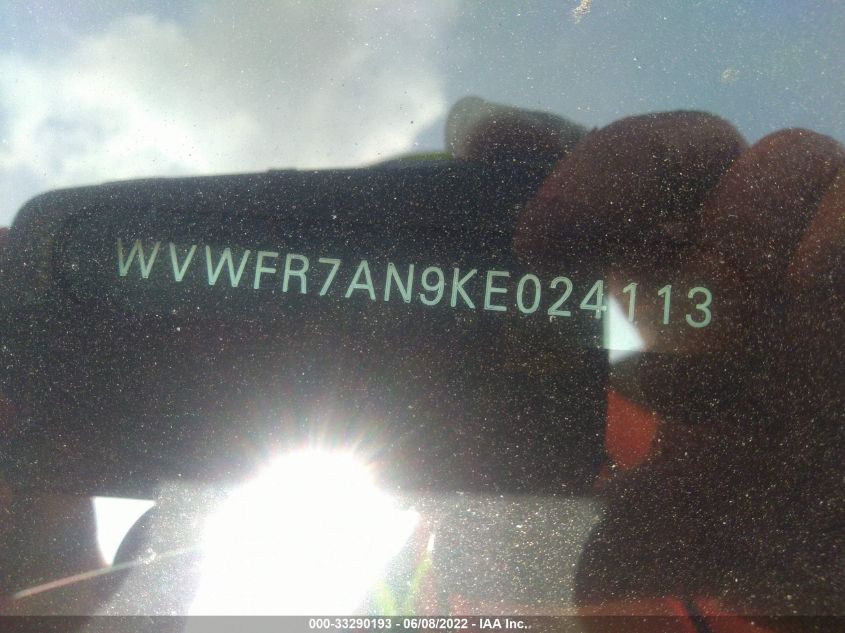 WVWFR7AN9KE024113
000-33290193 - 06/08/2022 - IAA Inc.